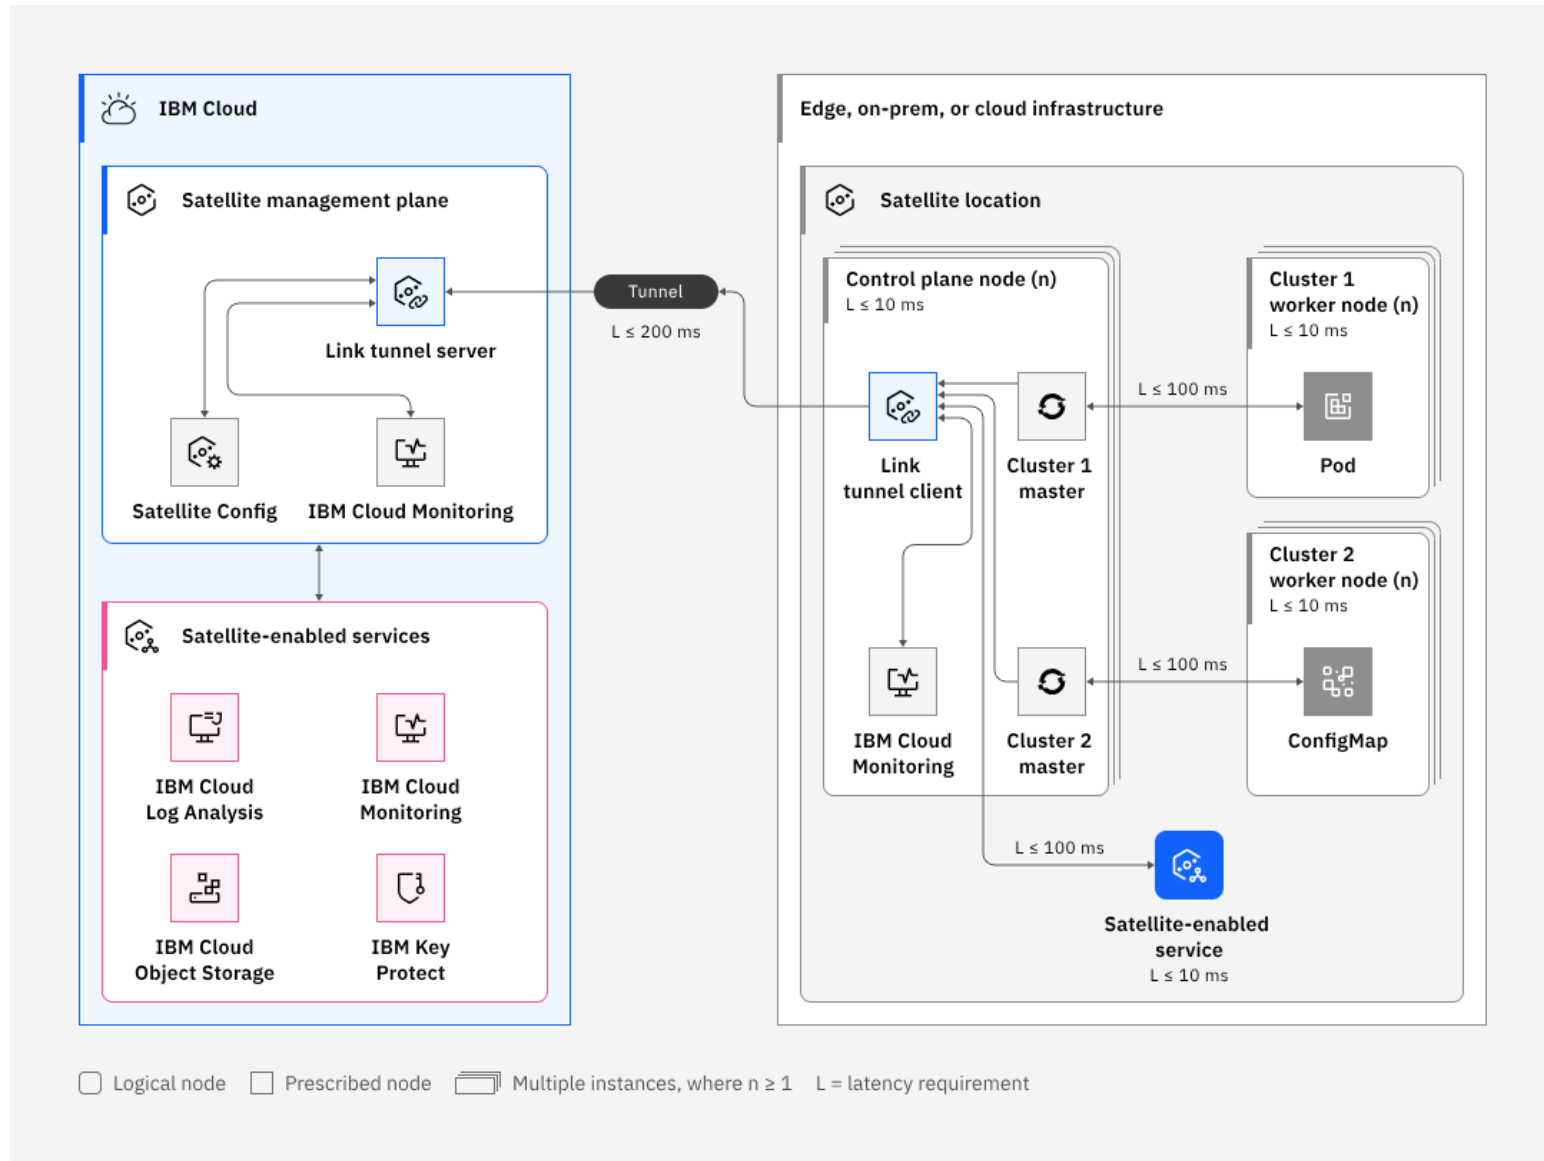 IBM Cloud
Satellite management plane
Link tunnel server
Satellite Config
IBM Cloud Monitoring
Satellite-enabled services
IBM Cloud
Log Analysis
IBM Cloud
Monitoring
IBM Cloud
Object Storage
IBM Key
Protect
Tunnel
L ≤ 200 ms
Edge, on-prem, or cloud infrastructure
Satellite location
Control plane node (n)
L ≤ 10 ms
Link
tunnel client
Cluster 1
master
IBM Cloud
Monitoring
Cluster 2
master
L ≤ 100 ms
Cluster 1
worker node (n)
L ≤ 10 ms
Pod
L ≤ 100 ms
Cluster 2
worker node (n)
L ≤ 10 ms
ConfigMap
L ≤ 100 ms
Satellite-enabled
service
L ≤ 10 ms
Logical node
Prescribed node
Multiple instances, where n ≥ 1
L = latency requirement